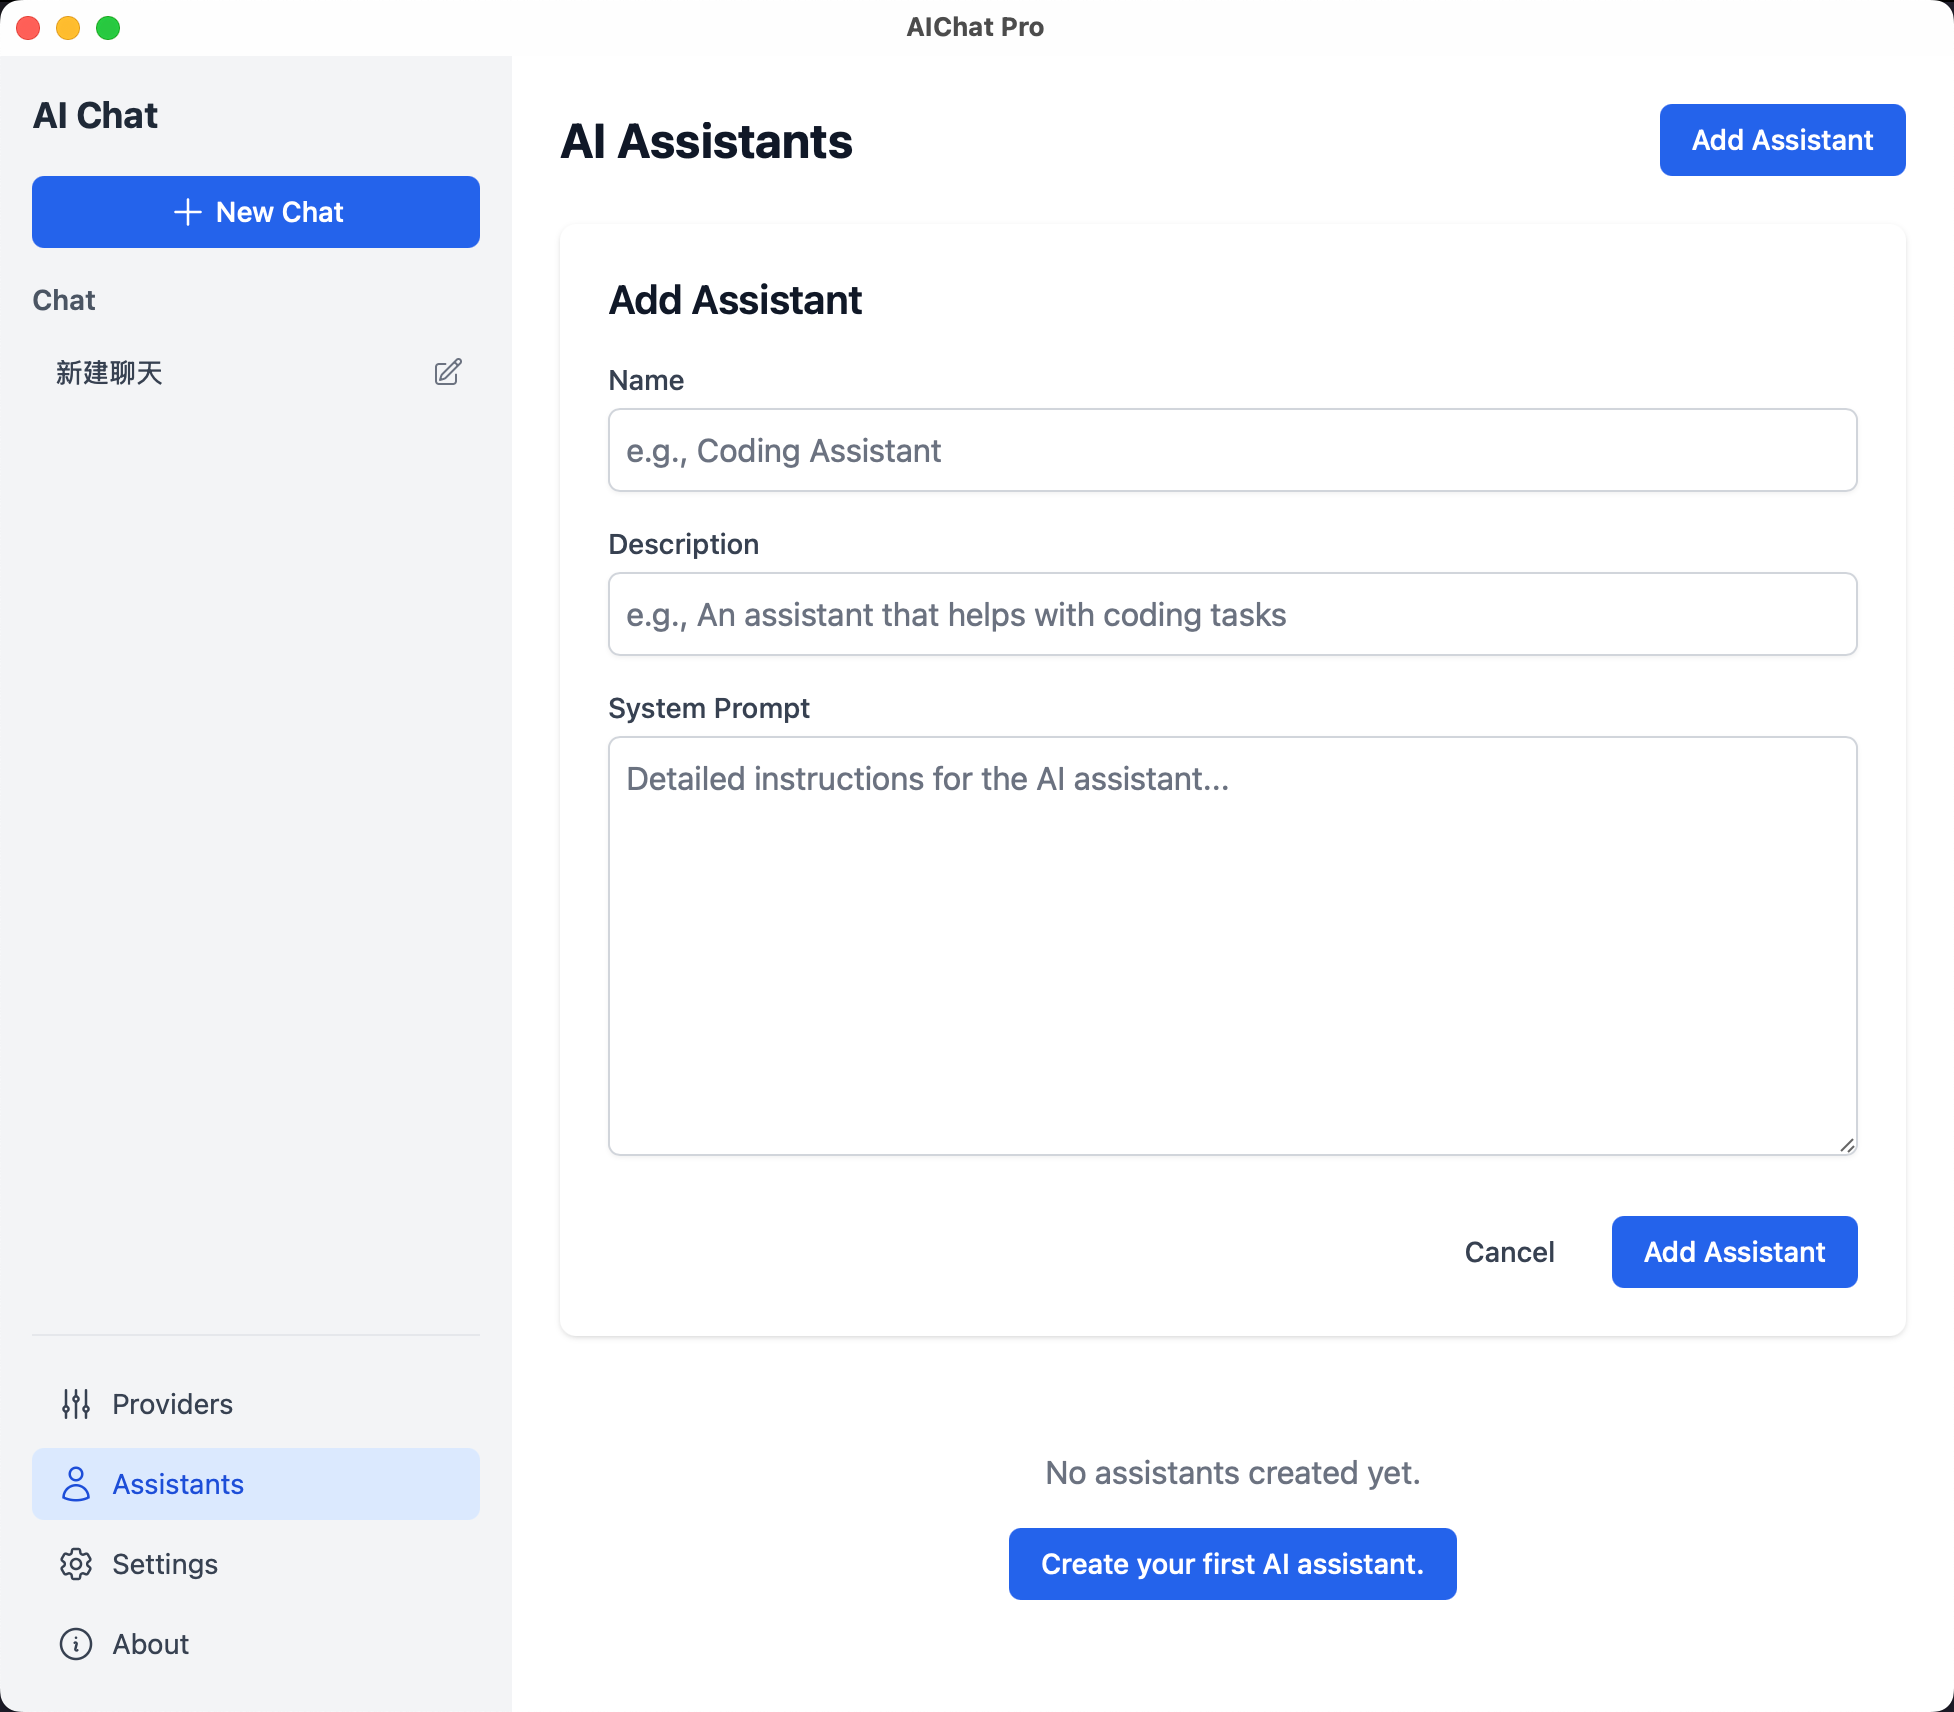 AIChat Pro
AI Chat
New Chat
Chat
新建聊天
Providers
Assistants
Settings
About
AI Assistants
Add Assistant
Add Assistant
Name
e.g., Coding Assistant
Description
e.g., An assistant that helps with coding tasks
System Prompt
Detailed instructions for the AI assistant...
Cancel
Add Assistant
No assistants created yet.
Create your first AI assistant.